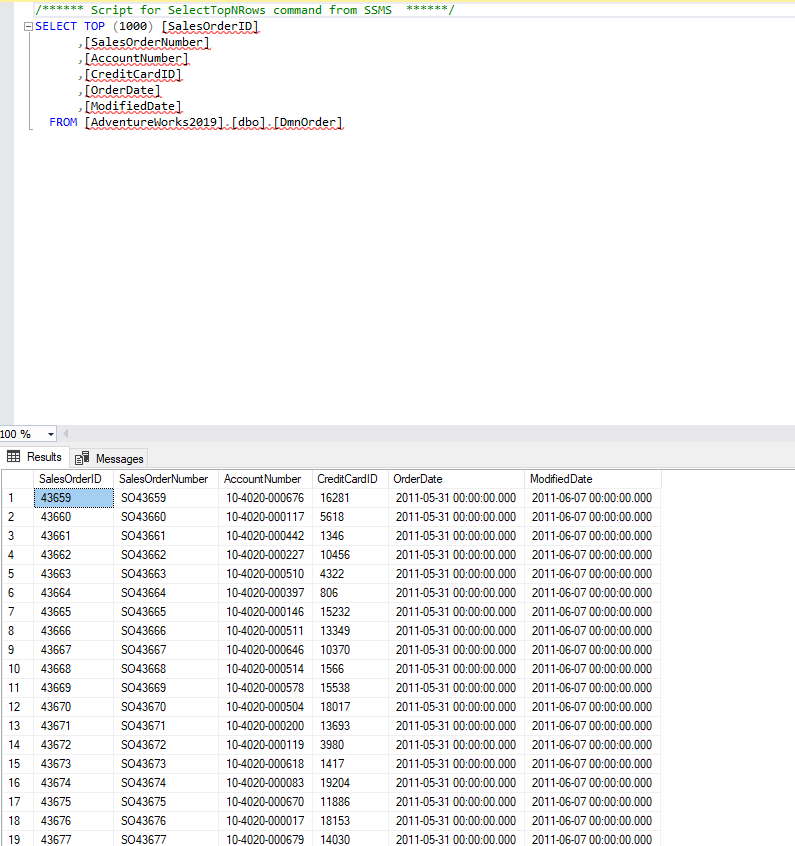 /****** Script for SelectTopNRows command from SSMS  ******/
SELECT TOP (1000) [SalesOrderID]
      ,[SalesOrderNumber]
      ,[AccountNumber]
      ,[CreditCardID]
      ,[OrderDate]
      ,[ModifiedDate]
  FROM [AdventureWorks2019].[dbo].[DmnOrder]
100 %
Results Messages
SalesOrderID SalesOrderNumber AccountNumber CreditCardID OrderDate ModifiedDate
1 43659 SO43659 10-4020-000676 16281 2011-05-31 00:00:00.000 2011-06-07 00:00:00.000
2 43660 SO43660 10-4020-000117 5618 2011-05-31 00:00:00.000 2011-06-07 00:00:00.000
3 43661 SO43661 10-4020-000442 1346 2011-05-31 00:00:00.000 2011-06-07 00:00:00.000
4 43662 SO43662 10-4020-000227 10456 2011-05-31 00:00:00.000 2011-06-07 00:00:00.000
5 43663 SO43663 10-4020-000510 4322 2011-05-31 00:00:00.000 2011-06-07 00:00:00.000
6 43664 SO43664 10-4020-000397 806 2011-05-31 00:00:00.000 2011-06-07 00:00:00.000
7 43665 SO43665 10-4020-000146 15232 2011-05-31 00:00:00.000 2011-06-07 00:00:00.000
8 43666 SO43666 10-4020-000511 13349 2011-05-31 00:00:00.000 2011-06-07 00:00:00.000
9 43667 SO43667 10-4020-000646 10370 2011-05-31 00:00:00.000 2011-06-07 00:00:00.000
10 43668 SO43668 10-4020-000514 1566 2011-05-31 00:00:00.000 2011-06-07 00:00:00.000
11 43669 SO43669 10-4020-000578 15538 2011-05-31 00:00:00.000 2011-06-07 00:00:00.000
12 43670 SO43670 10-4020-000504 18017 2011-05-31 00:00:00.000 2011-06-07 00:00:00.000
13 43671 SO43671 10-4020-000200 13693 2011-05-31 00:00:00.000 2011-06-07 00:00:00.000
14 43672 SO43672 10-4020-000119 3980 2011-05-31 00:00:00.000 2011-06-07 00:00:00.000
15 43673 SO43673 10-4020-000618 1417 2011-05-31 00:00:00.000 2011-06-07 00:00:00.000
16 43674 SO43674 10-4020-000083 19204 2011-05-31 00:00:00.000 2011-06-07 00:00:00.000
17 43675 SO43675 10-4020-000670 11886 2011-05-31 00:00:00.000 2011-06-07 00:00:00.000
18 43676 SO43676 10-4020-000017 18153 2011-05-31 00:00:00.000 2011-06-07 00:00:00.000
19 43677 SO43677 10-4020-000679 14030 2011-05-31 00:00:00.000 2011-06-07 00:00:00.000